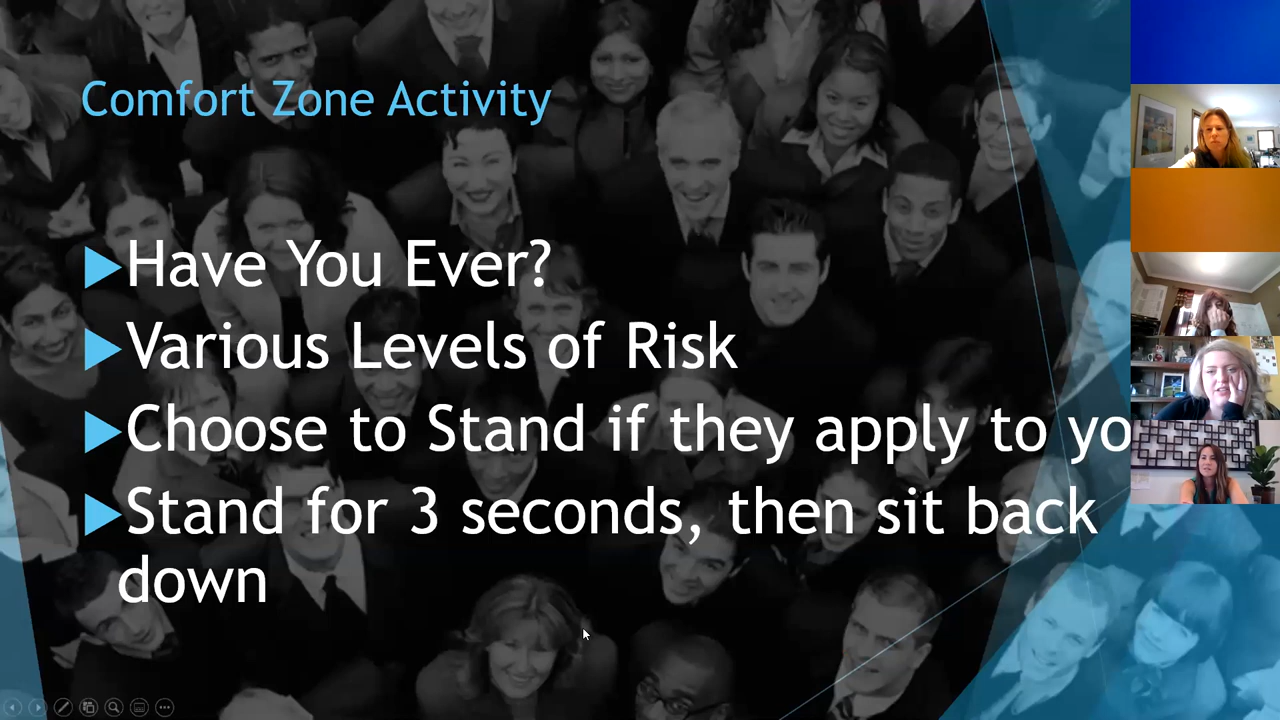 Comfort Zone Activity
Have You Ever?
Various Levels of Risk
Choose to Stand if they apply to yo
Stand for 3 seconds, then sit back
down